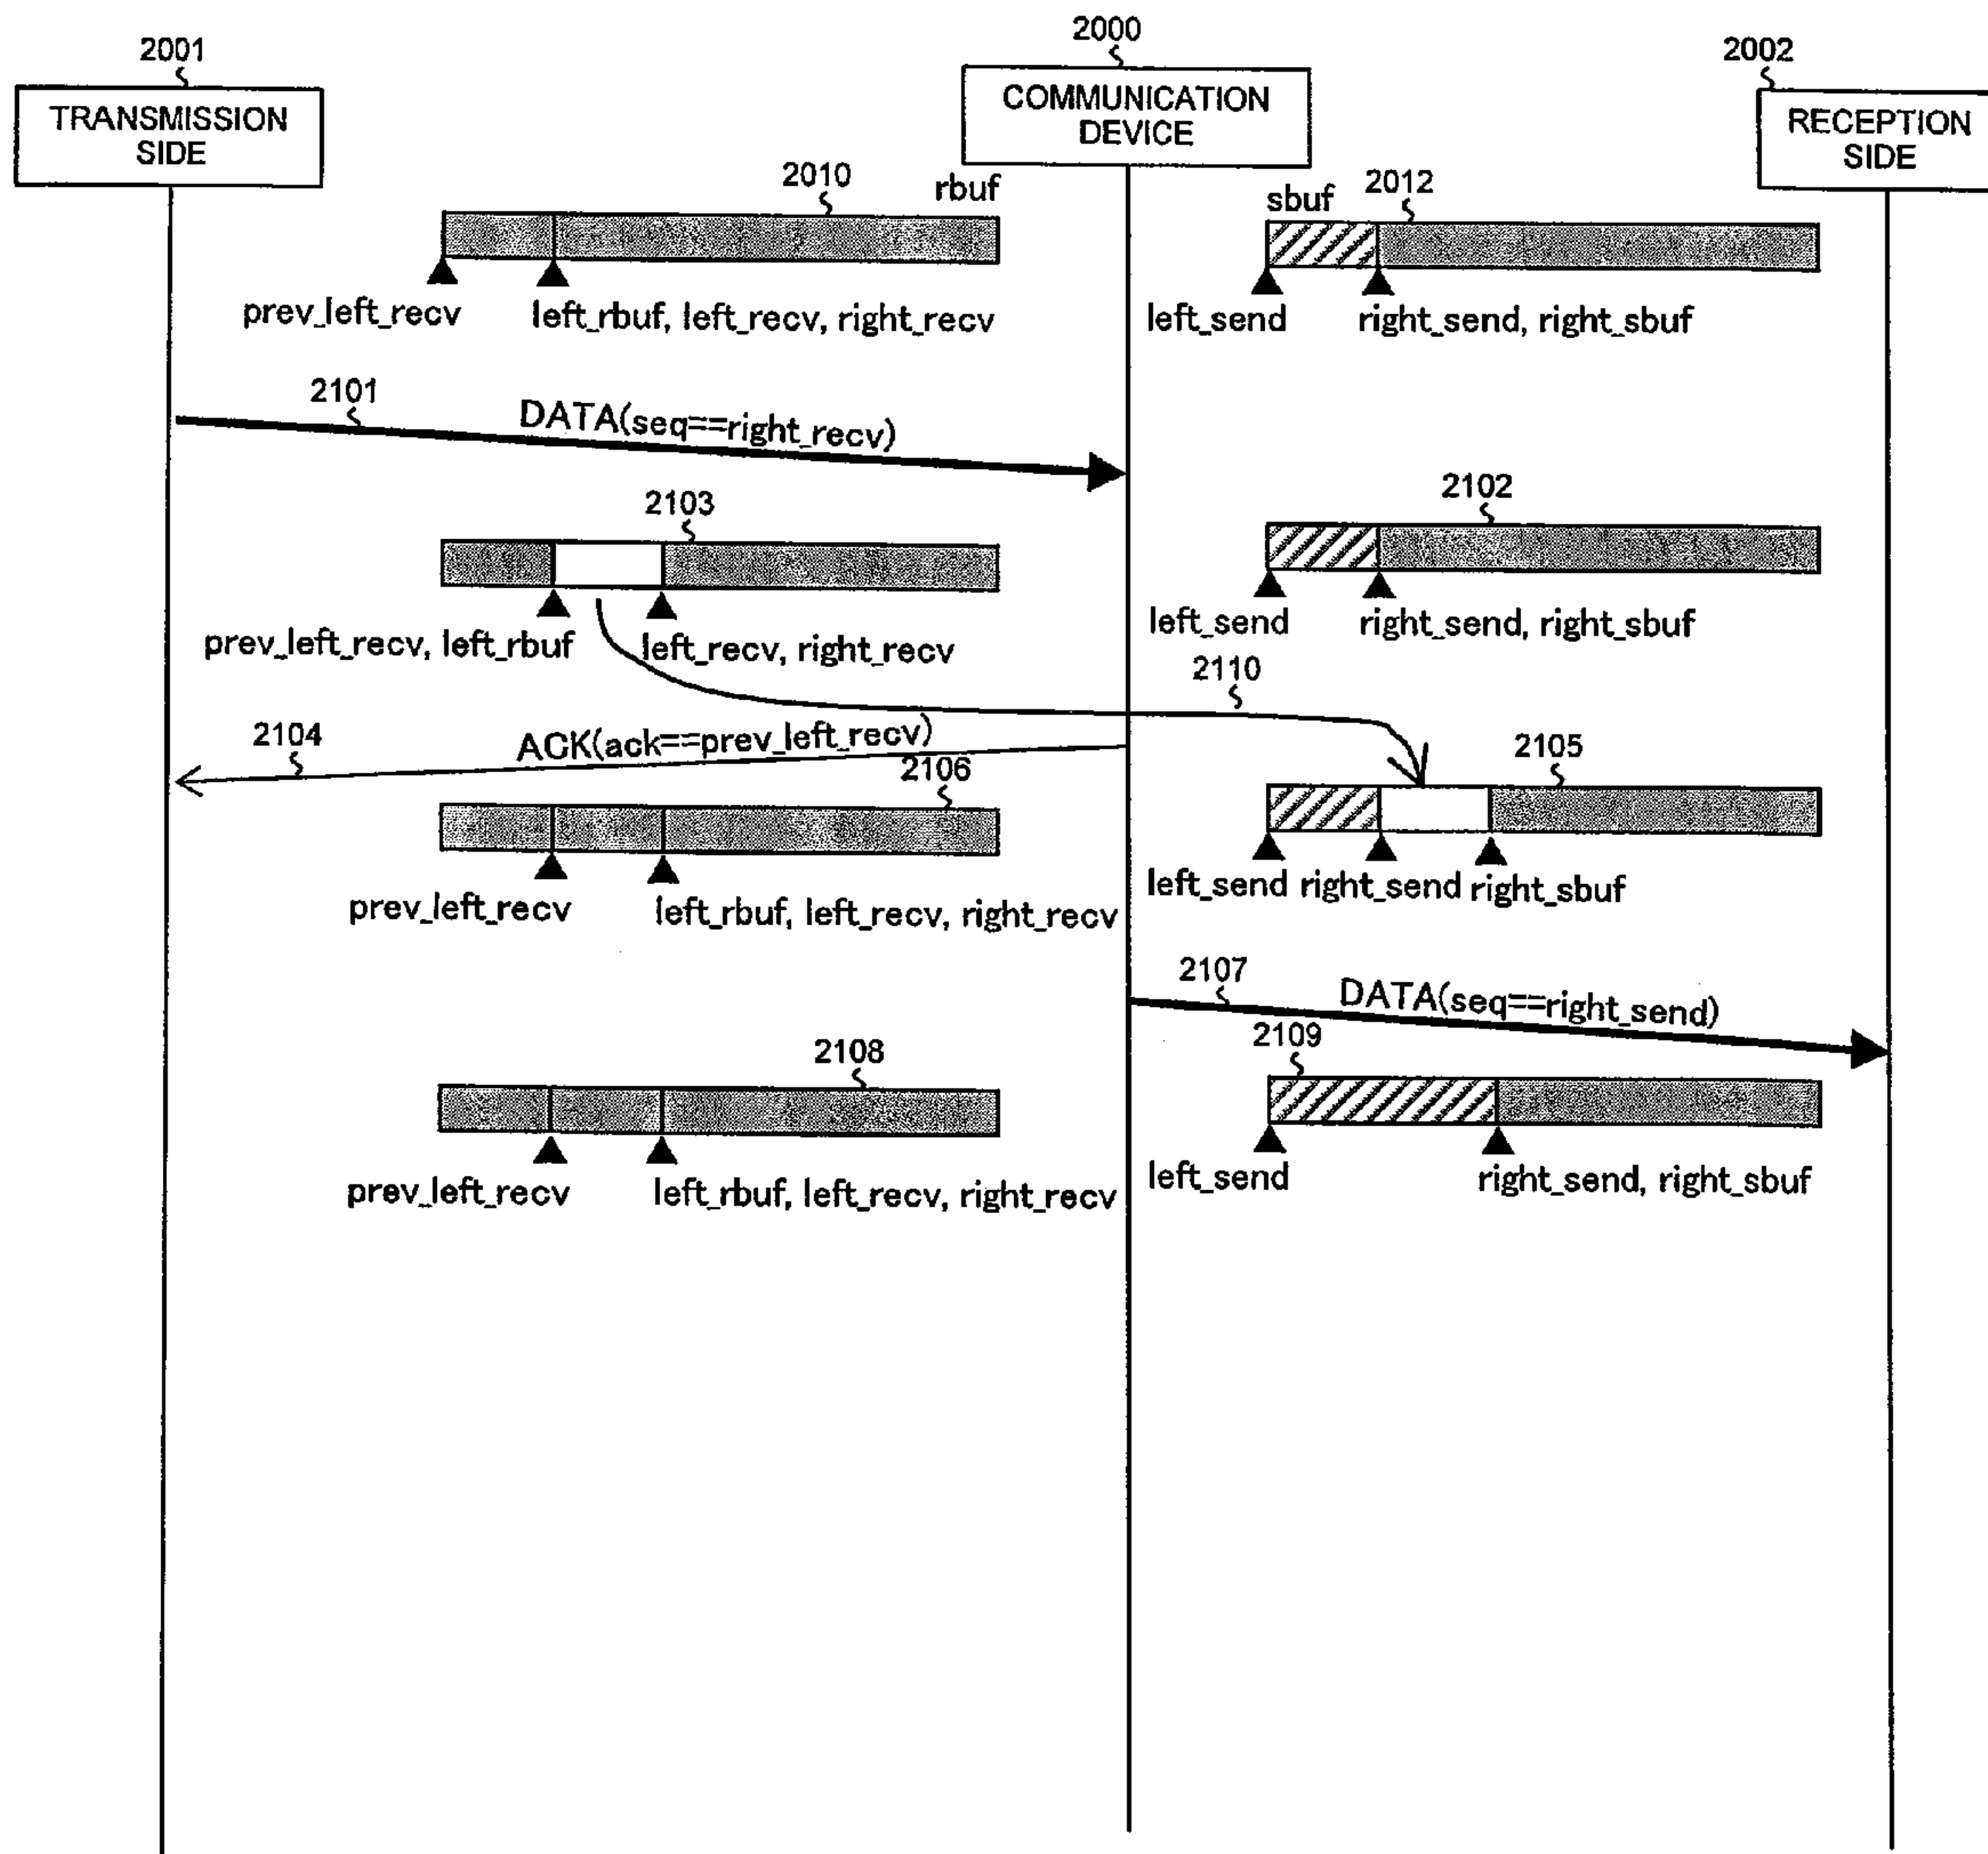 2001
2000
2002
TRANSMISSION
SIDE
COMMUNICATION
DEVICE
RECEPTION
SIDE
2010
rbuf
sbuf
2012
prev_left_recv
left_rbuf, left_recv, right_recv
left_send
right_send, right_sbuf
2101
DATA(seq==right_recv)
2103
2102
prev_left_recv, left_rbuf
left_recv, right_recv
left_send
right_send, right_sbuf
2110
2104
ACK(ack==prev_left_recv)
2106
2105
prev_left_recv
left_rbuf, left_recv, right_recv
left_send
right_send
right_sbuf
2107
DATA(seq==right_send)
2109
2108
prev_left_recv
left_rbuf, left_recv, right_recv
left_send
right_send, right_sbuf